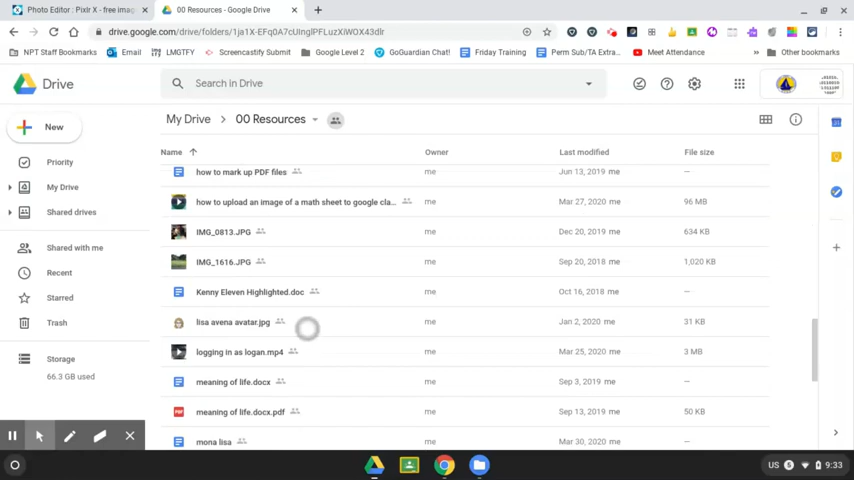 Photo Editor : Pixlr X - free imag
00 Resources - Google Drive
drive.google.com/drive/folders/1ja1X-EFq0A7cUIngIPFLuzXiWOX43dlr
NPT Staff Bookmarks
Email
LMGTFY
Screencastify Submit
Google Level 2
GoGuardian Chat!
Friday Training
Perm Sub/TA Extra...
Meet Attendance
Other bookmarks
Drive
Search in Drive
New
My Drive
00 Resources
Name
Owner
Last modified
File size
Priority
My Drive
Shared drives
Shared with me
Recent
Starred
Trash
Storage
66.3 GB used
how to mark up PDF files me Jun 13, 2019 me —
how to upload an image of a math sheet to google cla... me Mar 27, 2020 me 96 MB
IMG_0813.JPG me Dec 20, 2019 me 634 KB
IMG_1616.JPG me Sep 20, 2018 me 1,020 KB
Kenny Eleven Highlighted.doc me Oct 16, 2018 me —
lisa avena avatar.jpg me Jan 2, 2020 me 31 KB
logging in as logan.mp4 me Mar 25, 2020 me 3 MB
meaning of life.docx me Sep 3, 2019 me —
meaning of life.docx.pdf me Sep 13, 2019 me 50 KB
mona lisa me Mar 30, 2020 me —
US
9:33